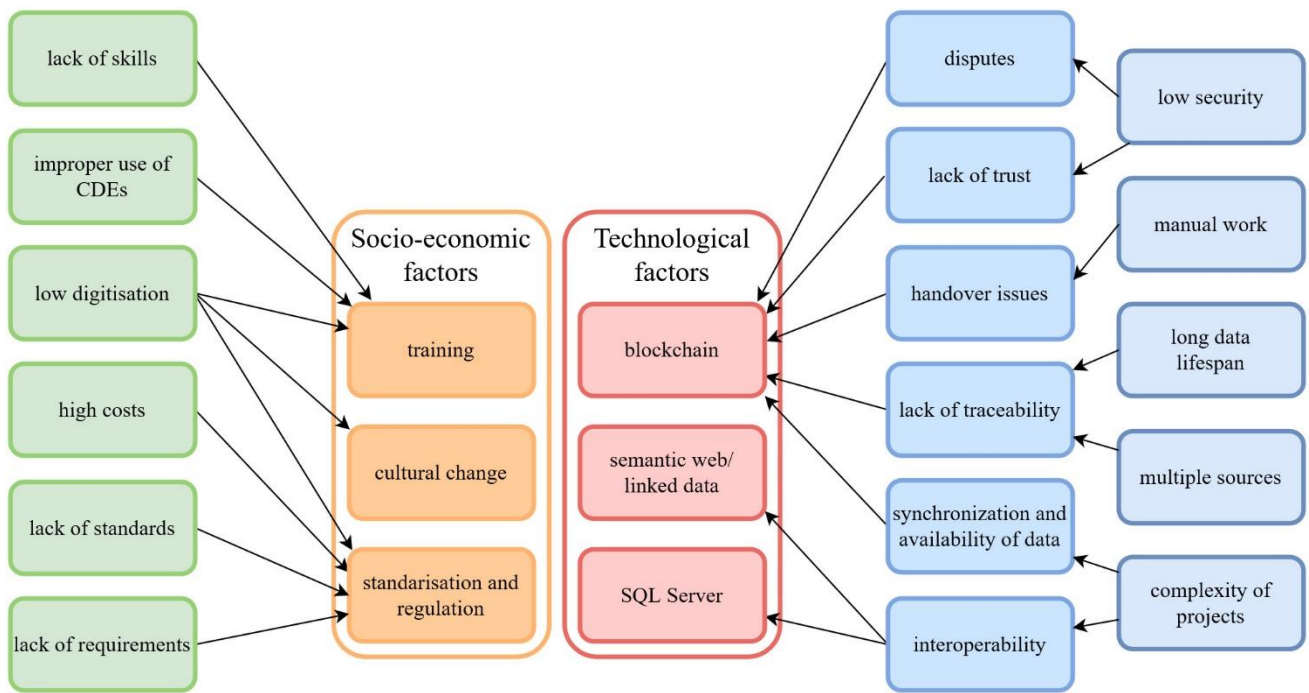 lack of skills
improper use of
CDEs
low digitisation
high costs
lack of standards
lack of requirements
Socio-economic
factors
training
cultural change
standarisation and
regulation
Technological
factors
blockchain
semantic web/
linked data
SQL Server
disputes
lack of trust
handover issues
lack of traceability
synchronization and
availability of data
interoperability
low security
manual work
long data
lifespan
multiple sources
complexity of
projects